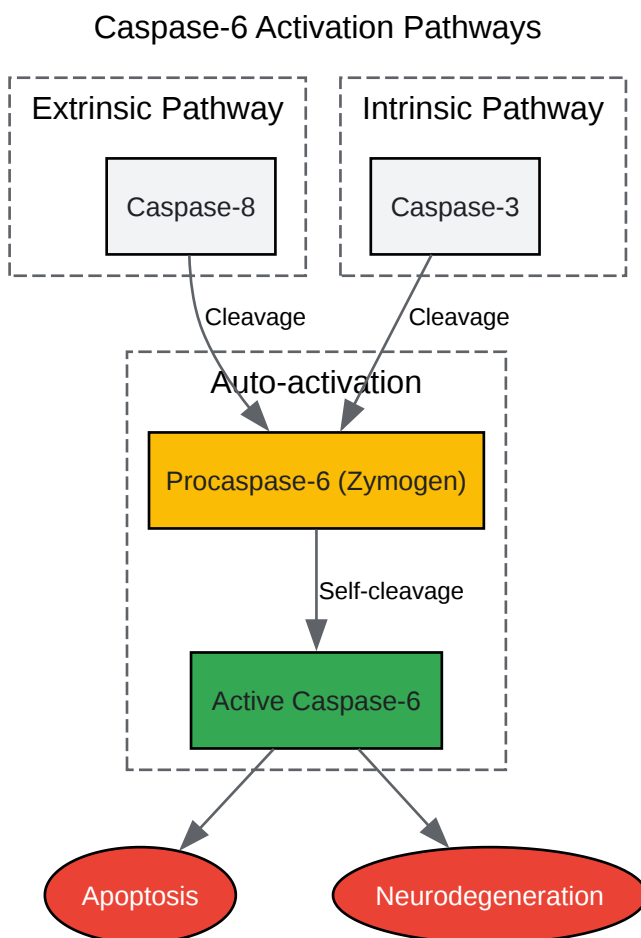 Caspase-6 Activation Pathways
Extrinsic Pathway
Intrinsic Pathway
Caspase-8
Caspase-3
Cleavage
Cleavage
Auto-activation
Procaspase-6 (Zymogen)
Self-cleavage
Active Caspase-6
Apoptosis
Neurodegeneration